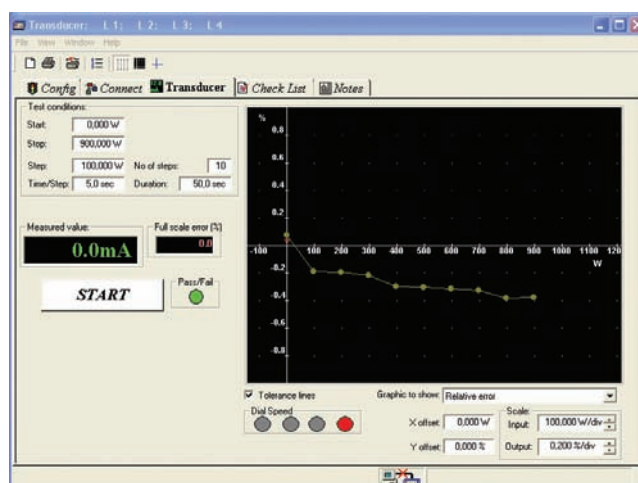 Transducer: L 1; L 2; L 3; L 4
File View Window Help
Config Connect Transducer Check List Notes
Test conditions:
Start: 0,000 W
Stop: 900,000 W
Step: 100,000 W No of steps: 10
Time/Step: 5,0 sec Duration: 50,0 sec
Measured value: Full scale error [%]
0.0mA 0.0
START Pass/Fail
%
0.8
0.6
0.4
0.2
-100 100 200 300 400 500 600 700 800 900 1000 1100 120
W
-0.2
-0.4
-0.6
-0.8
Tolerance lines Graphic to show: Relative error
Dial Speed
Scale:
X offset: 0,000 W Input: 100,000 W/div
Y offset: 0,000 % Output: 0,200 %/div